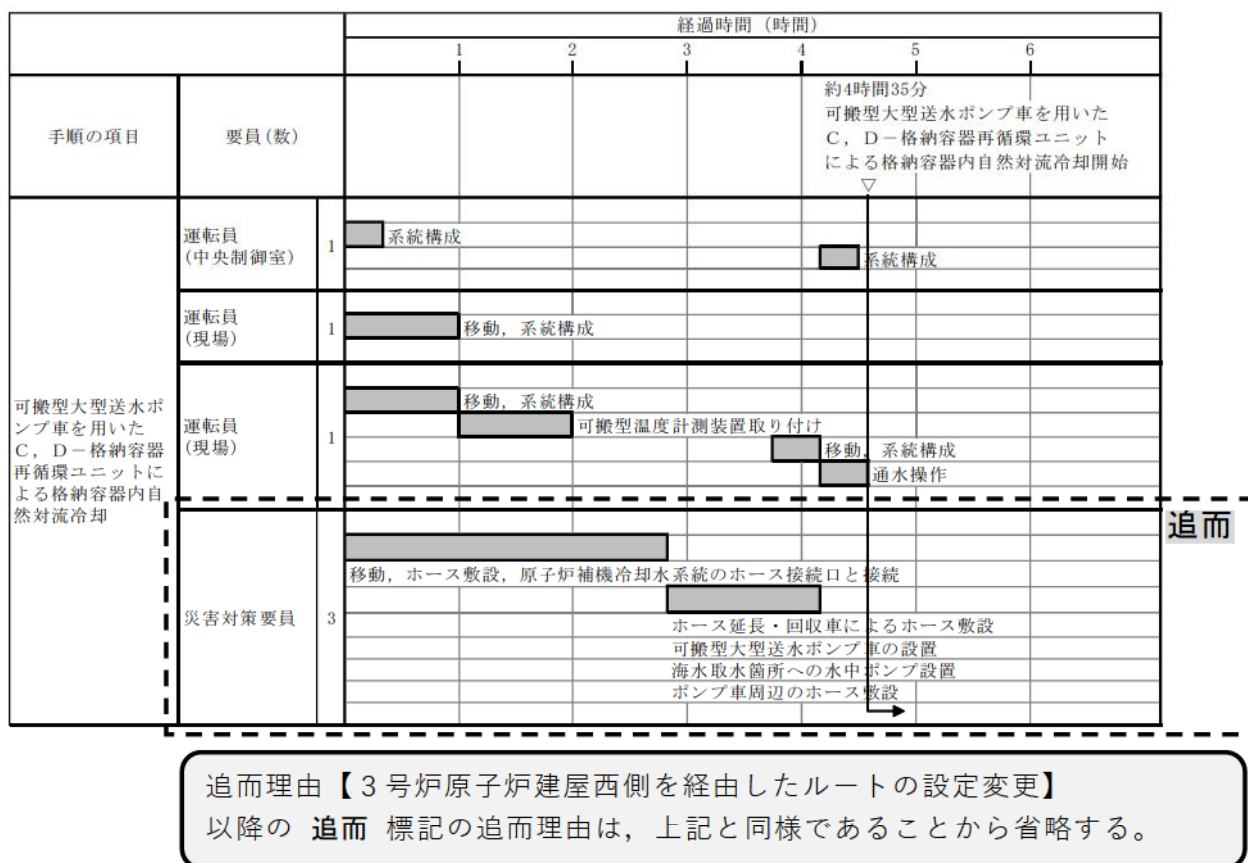 経過時間（時間）
1 2 3 4 5 6
手順の項目
要員(数)
約4時間35分
可搬型大型送水ポンプ車を用いた
Ｃ，Ｄ－格納容器再循環ユニット
による格納容器内自然対流冷却開始
▽
可搬型大型送水ポ
ンプ車を用いた
Ｃ，Ｄ－格納容器
再循環ユニットに
よる格納容器内自
然対流冷却
運転員
(中央制御室)
1
系統構成
系統構成
運転員
(現場)
1
移動，系統構成
運転員
(現場)
1
移動，系統構成
可搬型温度計測装置取り付け
移動，系統構成
通水操作
災害対策要員
3
移動，ホース敷設，原子炉補機冷却水系統のホース接続口と接続
ホース延長・回収車によるホース敷設
可搬型大型送水ポンプ車の設置
海水取水箇所への水中ポンプ設置
ポンプ車周辺のホース敷設
追而
追而理由【３号炉原子炉建屋西側を経由したルートの設定変更】
以降の 追而 標記の追而理由は，上記と同様であることから省略する。